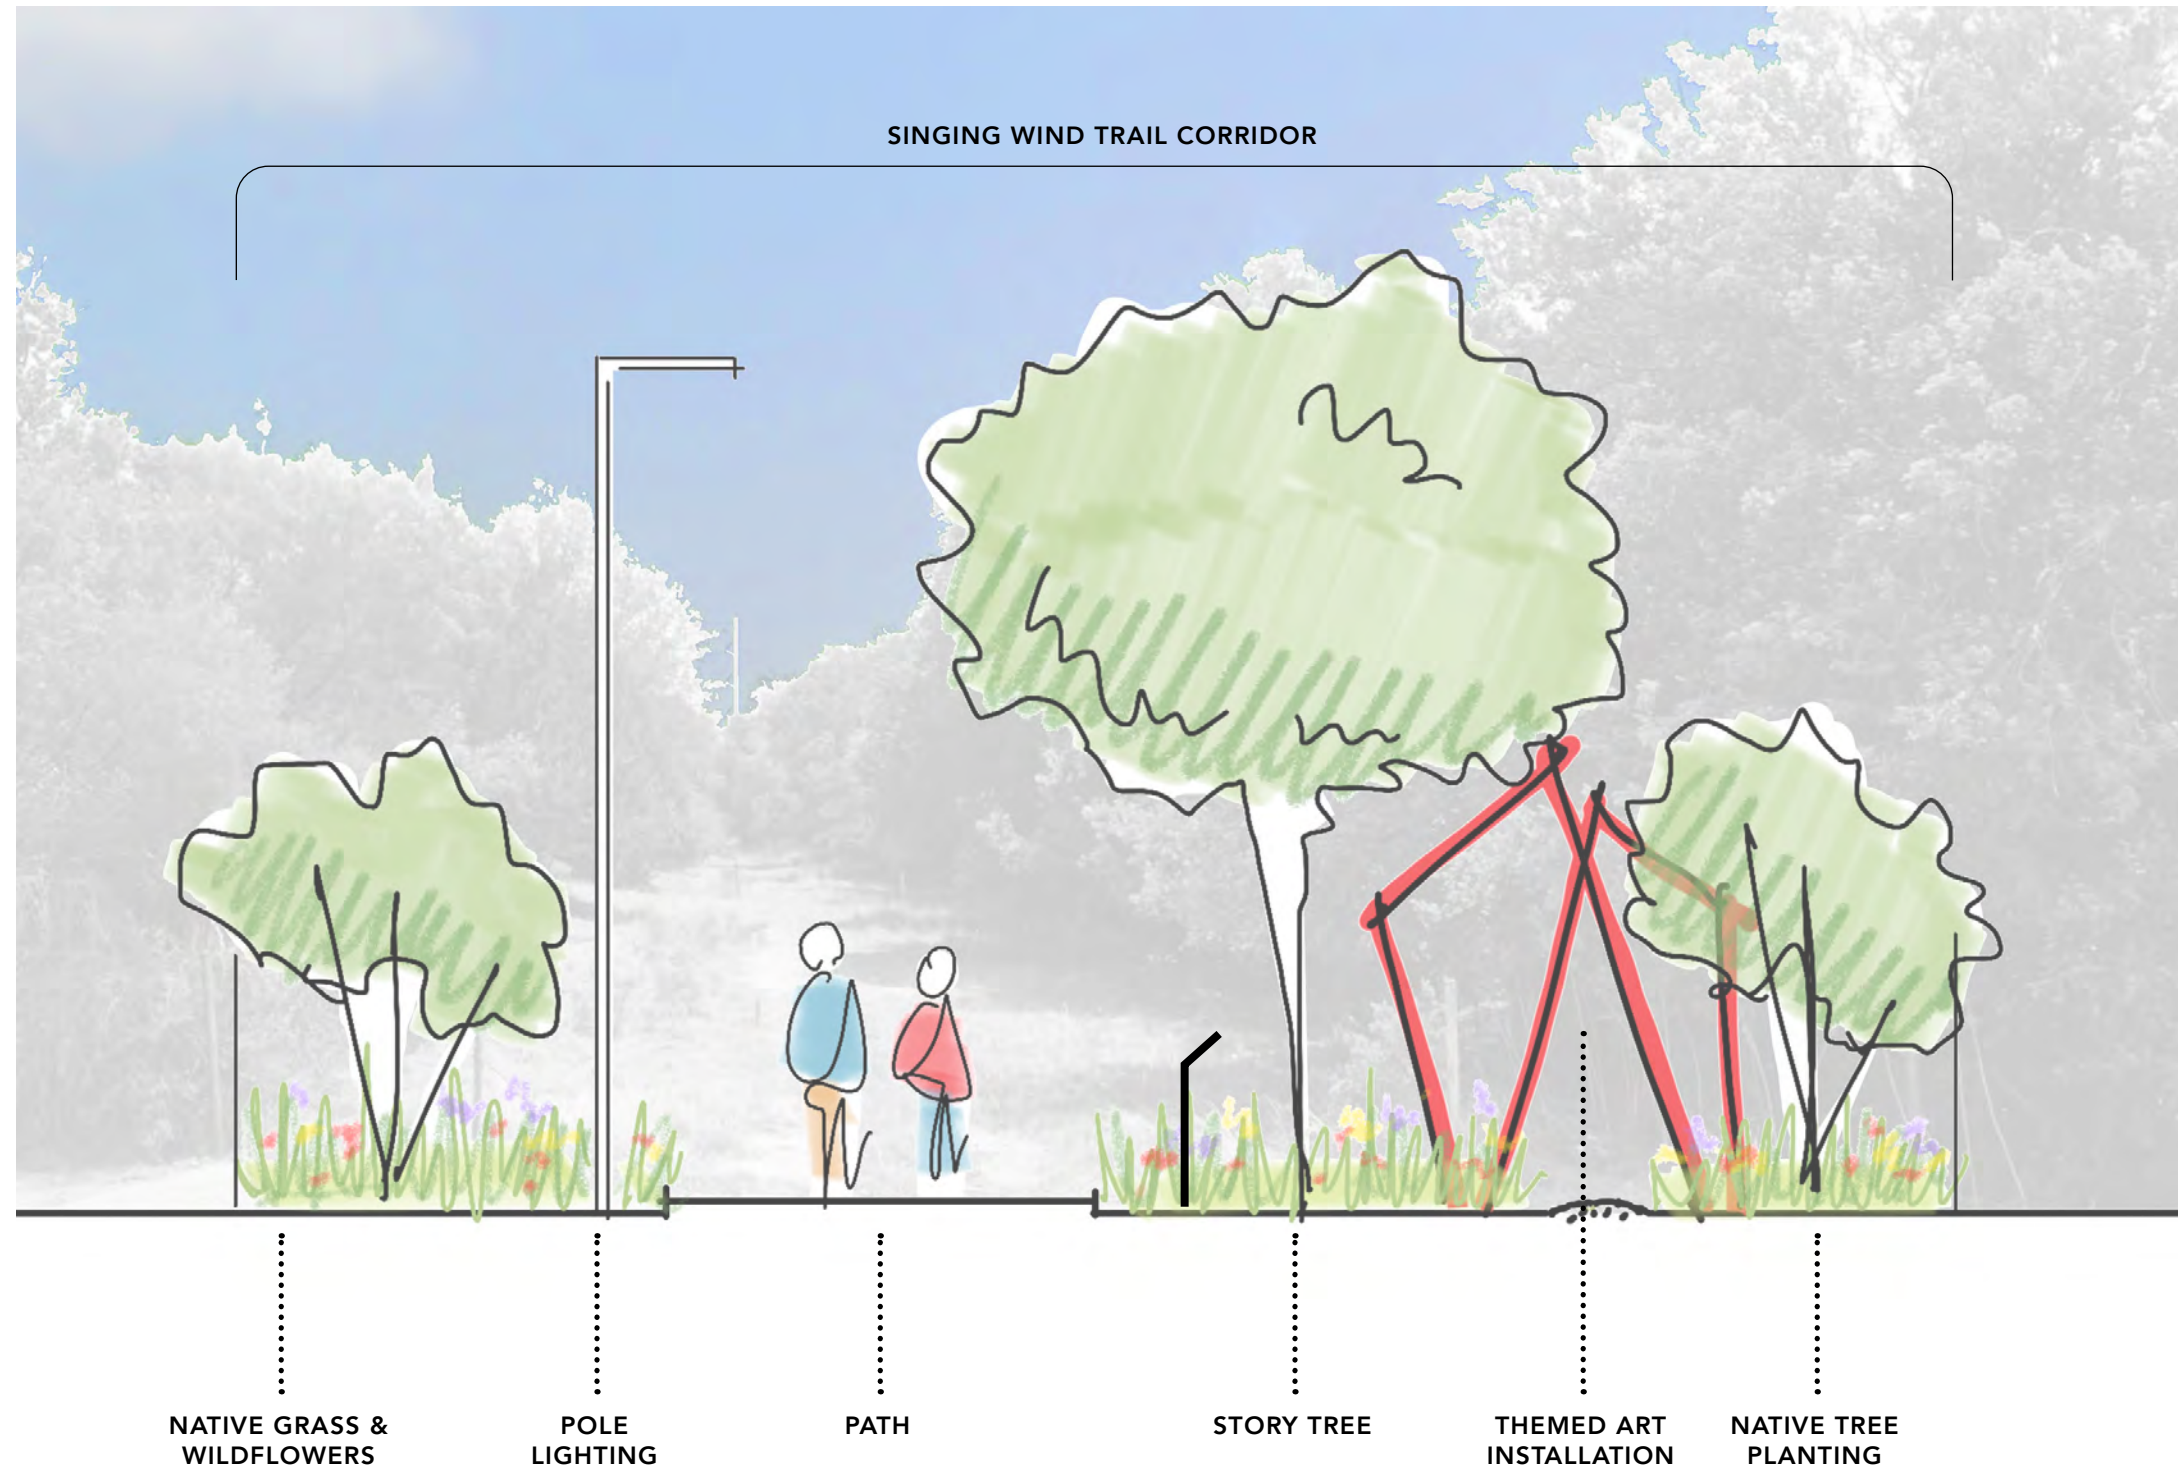 SINGING WIND TRAIL CORRIDOR
NATIVE GRASS &
WILDFLOWERS
POLE
LIGHTING
PATH
STORY TREE
THEMED ART
INSTALLATION
NATIVE TREE
PLANTING